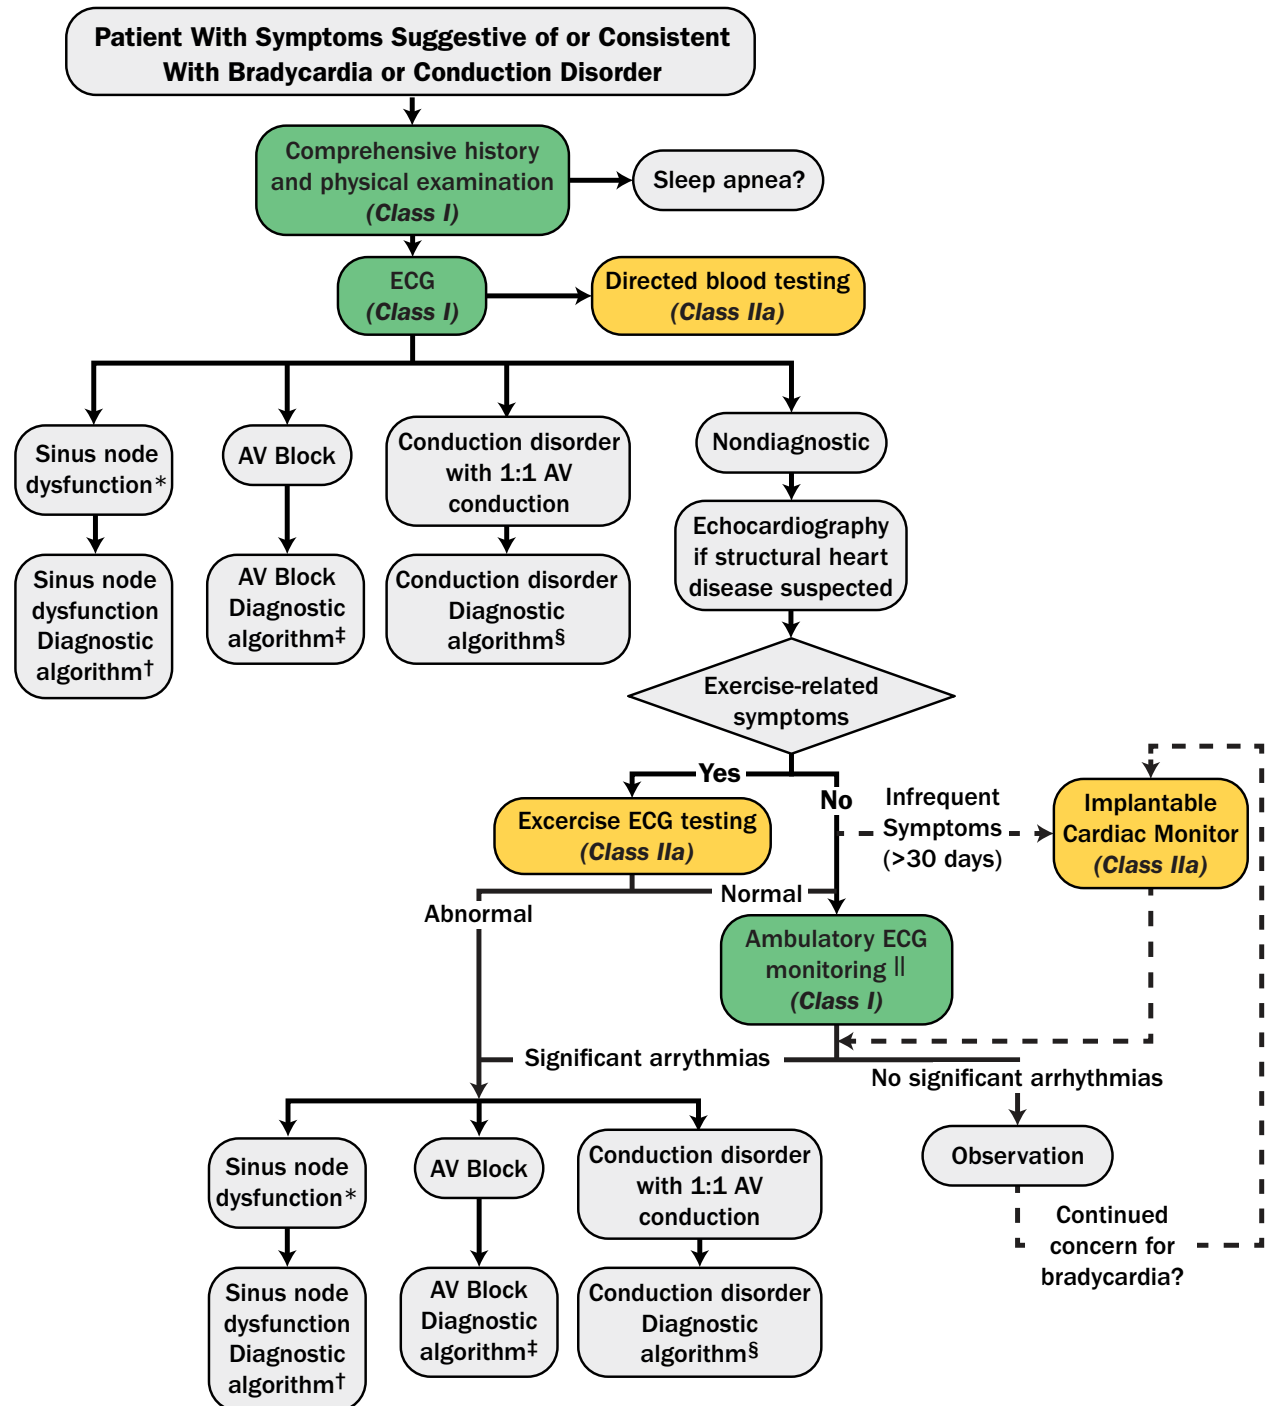 Patient With Symptoms Suggestive of or Consistent
With Bradycardia or Conduction Disorder
Comprehensive history
and physical examination
(Class I)
Sleep apnea?
ECG
(Class I)
Directed blood testing
(Class IIa)
Sinus node
dysfunction*
AV Block
Conduction disorder
with 1:1 AV
conduction
Nondiagnostic
Sinus node
dysfunction
Diagnostic
algorithm†
AV Block
Diagnostic
algorithm‡
Conduction disorder
Diagnostic
algorithm§
Echocardiography
if structural heart
disease suspected
Exercise-related
symptoms
Yes
No
Excercise ECG testing
(Class IIa)
Infrequent
Symptoms
(>30 days)
Implantable
Cardiac Monitor
(Class IIa)
Abnormal
Normal
Ambulatory ECG
monitoring ||
(Class I)
Significant arrythmias
No significant arrhythmias
Sinus node
dysfunction*
AV Block
Conduction disorder
with 1:1 AV
conduction
Observation
Continued
concern for
bradycardia?
Sinus node
dysfunction
Diagnostic
algorithm†
AV Block
Diagnostic
algorithm‡
Conduction disorder
Diagnostic
algorithm§